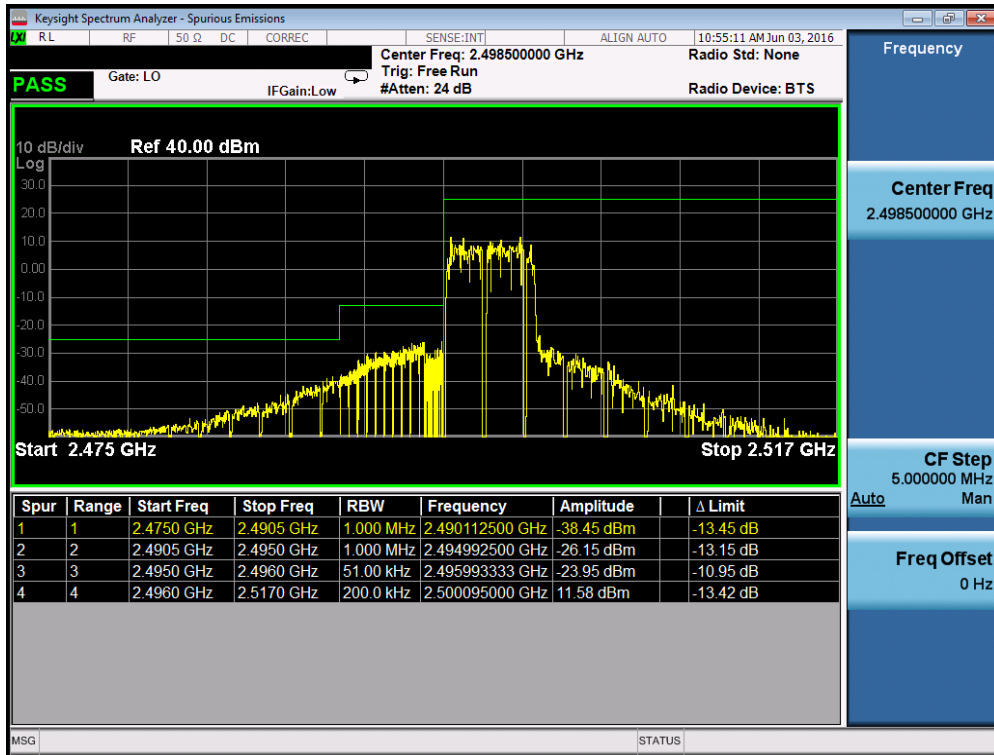 Keysight Spectrum Analyzer - Spurious Emissions
LXI RL RF 50 Ω DC CORREC SENSE:INT ALIGN AUTO 10:55:11 AM Jun 03, 2016
Center Freq: 2.498500000 GHz Radio Std: None
Trig: Free Run
PASS Gate: LO IFGain:Low #Atten: 24 dB Radio Device: BTS
10 dB/div Ref 40.00 dBm
Log
30.0
20.0
10.0
0.00
-10.0
-20.0
-30.0
-40.0
-50.0
Start 2.475 GHz Stop 2.517 GHz
Spur Range Start Freq Stop Freq RBW Frequency Amplitude Δ Limit
1 1 2.4750 GHz 2.4905 GHz 1.000 MHz 2.490112500 GHz -38.45 dBm -13.45 dB
2 2 2.4905 GHz 2.4950 GHz 1.000 MHz 2.494992500 GHz -26.15 dBm -13.15 dB
3 3 2.4950 GHz 2.4960 GHz 51.00 kHz 2.495993333 GHz -23.95 dBm -10.95 dB
4 4 2.4960 GHz 2.5170 GHz 200.0 kHz 2.500095000 GHz 11.58 dBm -13.42 dB
MSG STATUS
Frequency
Center Freq
2.498500000 GHz
CF Step
5.000000 MHz
Auto Man
Freq Offset
0 Hz